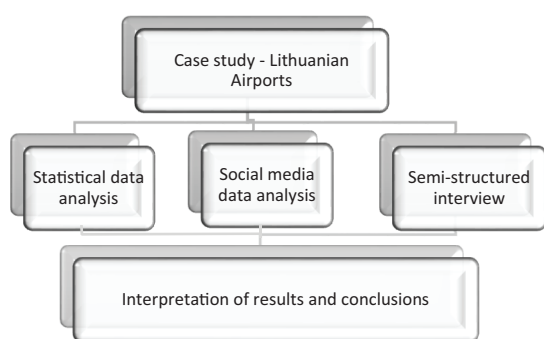 Case study - Lithuanian
Airports
Statistical data
analysis
Social media
data analysis
Semi-structured
interview
Interpretation of results and conclusions